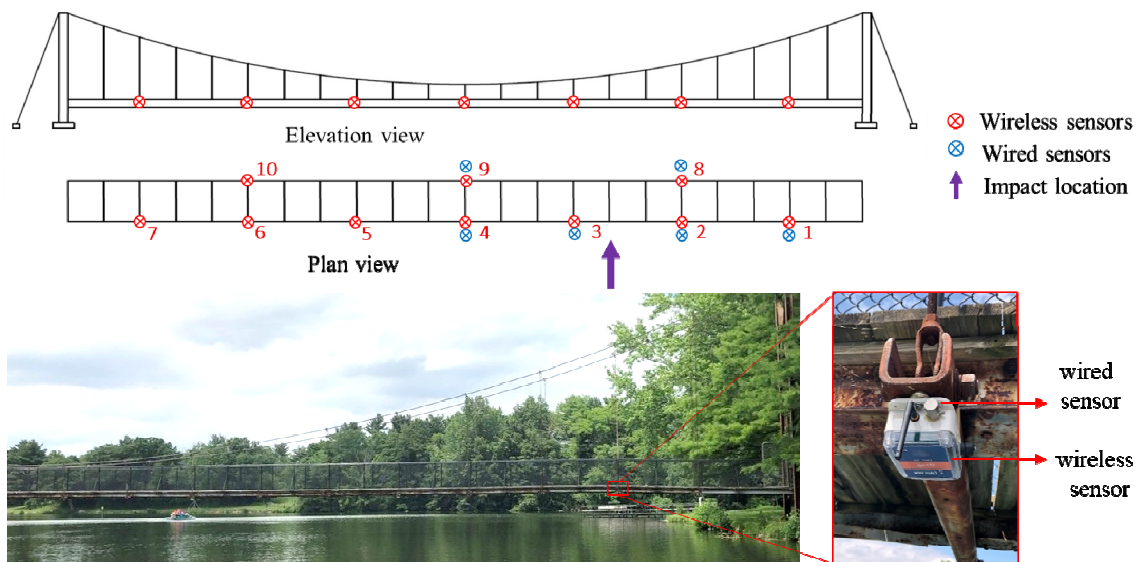 Elevation view
Wireless sensors
Wired sensors
Impact location
10
9
8
7
6
5
4
3
2
1
Plan view
wired
sensor
wireless
sensor